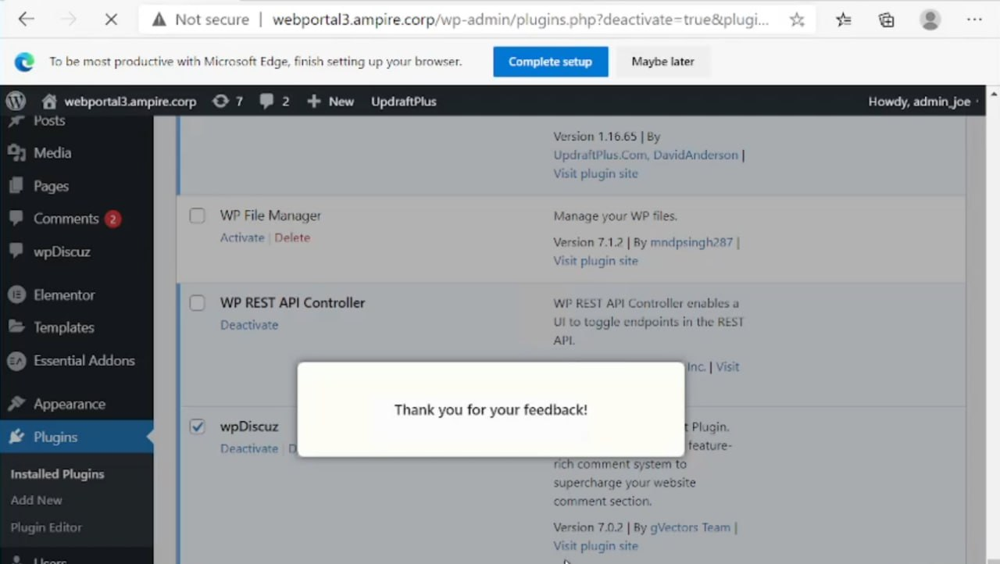 Not secure | webportal3.ampire.corp/wp-admin/plugins.php?deactivate=true&plugi...
To be most productive with Microsoft Edge, finish setting up your browser. Complete setup Maybe later
webportal3.ampire.corp 7 2 + New UpdraftPlus Howdy, admin_joe
Posts
Media
Pages
Comments 2
wpDiscuz
Elementor
Templates
Essential Addons
Appearance
Plugins
Installed Plugins
Add New
Plugin Editor
Users
Version 1.16.65 | By
UpdraftPlus.Com, DavidAnderson |
Visit plugin site
WP File Manager
Activate | Delete
Manage your WP files.
Version 7.1.2 | By mndpsingh287 |
Visit plugin site
WP REST API Controller
Deactivate
WP REST API Controller enables a
UI to toggle endpoints in the REST
API.
Inc. | Visit
Thank you for your feedback!
wpDiscuz
Deactivate |
Plugin.
feature-
rich comment system to
supercharge your website
comment section.
Version 7.0.2 | By gVectors Team |
Visit plugin site